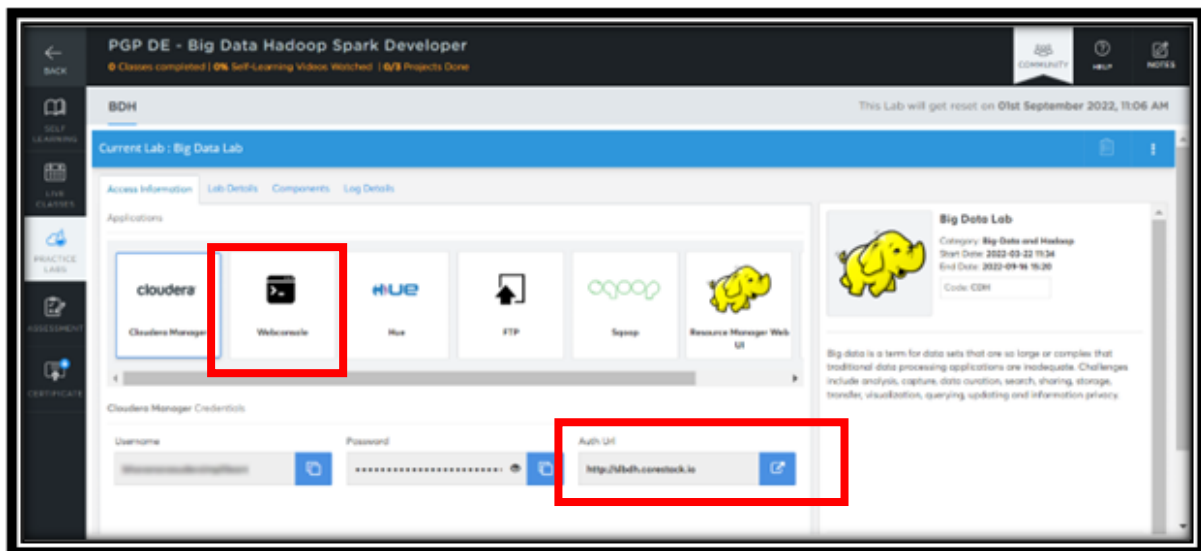 PGP DE - Big Data Hadoop Spark Developer
0 Classes completed | 0% Self-Learning Videos Watched | 0/3 Projects Done
BACK
COMMUNITY
HELP
NOTES
SELF LEARNING
LIVE CLASSES
PRACTICE LABS
ASSESSMENT
CERTIFICATE
BDH
This Lab will get reset on 01st September 2022, 11:06 AM
Current Lab : Big Data Lab
Access Information Lab Details Components Log Details
Applications
cloudera
Cloudera Manager
Webconsole
HUE
Hue
FTP
sqoop
Sqoop
Resource Manager Web
UI
Cloudera Manager Credentials
Username
Password
Auth Url
http://slbdh.corestack.io
Big Data Lab
Category: Big Data and Hadoop
Start Date: 2022-03-22 11:34
End Date: 2022-09-16 15:20
Code: CDH
Big data is a term for data sets that are so large or complex that
traditional data processing applications are inadequate. Challenges
include analysis, capture, data curation, search, sharing, storage,
transfer, visualization, querying, updating and information privacy.